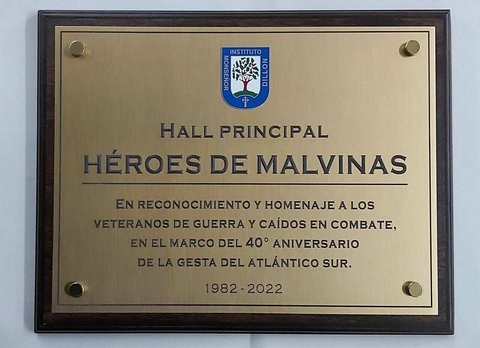 INSTITUTO
MONSEÑOR
DILLON
HALL PRINCIPAL
HÉROES DE MALVINAS
EN RECONOCIMIENTO Y HOMENAJE A LOS
VETERANOS DE GUERRA Y CAÍDOS EN COMBATE,
EN EL MARCO DEL 40° ANIVERSARIO
DE LA GESTA DEL ATLÁNTICO SUR.
1982 - 2022